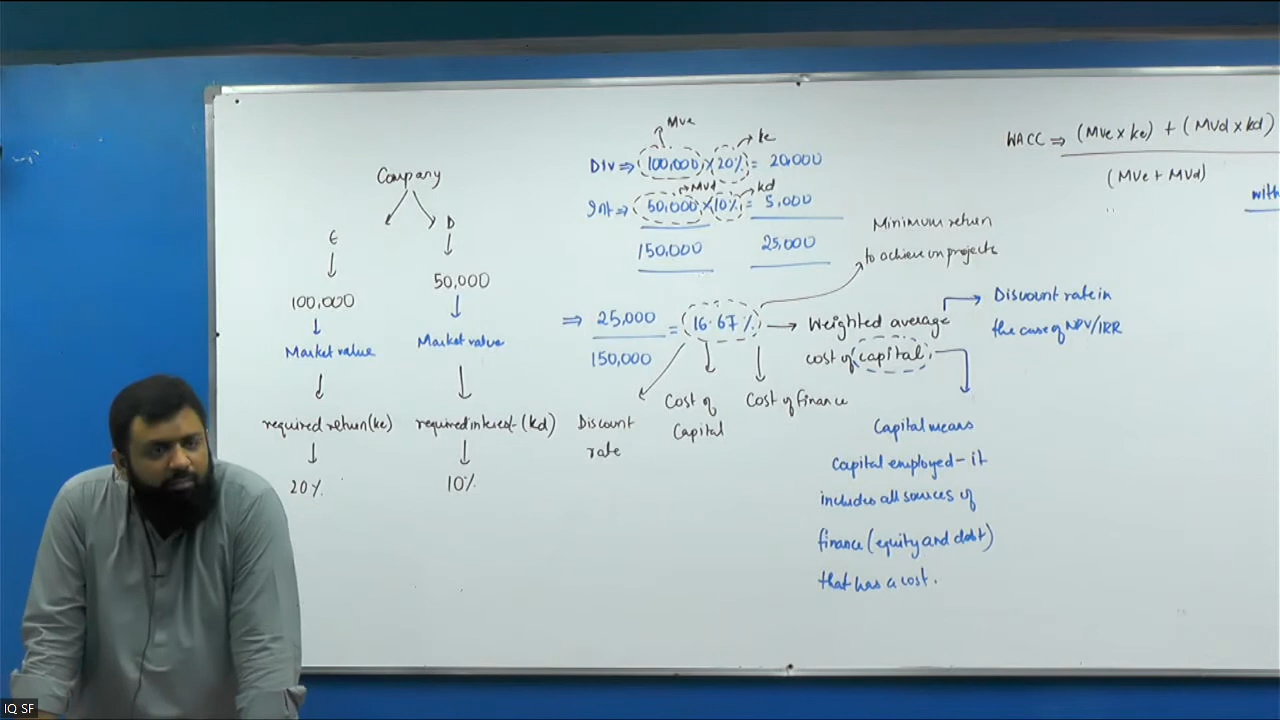 Company
E
D
100,000
50,000
Market value
Market value
required return (ke)
required interest (kd)
20%
10%
MVe
ke
Div ⇒ 100,000 × 20% = 20,000
MVd
kd
Int ⇒ 50,000 × 10% = 5,000
150,000 25,000
⇒ 25,000 = 16.67% → Weighted average
150,000
cost of capital.
Minimum return
to achieve on projects
Discount rate in
the case of NPV/IRR
Discount
rate
Cost of
Capital
Cost of finance
Capital means
Capital employed - it
includes all sources of
finance (equity and debt)
that has a cost.
WACC ⇒ (MVe × ke) + (MVd × kd)
(MVe + MVd)
with
IQ SF